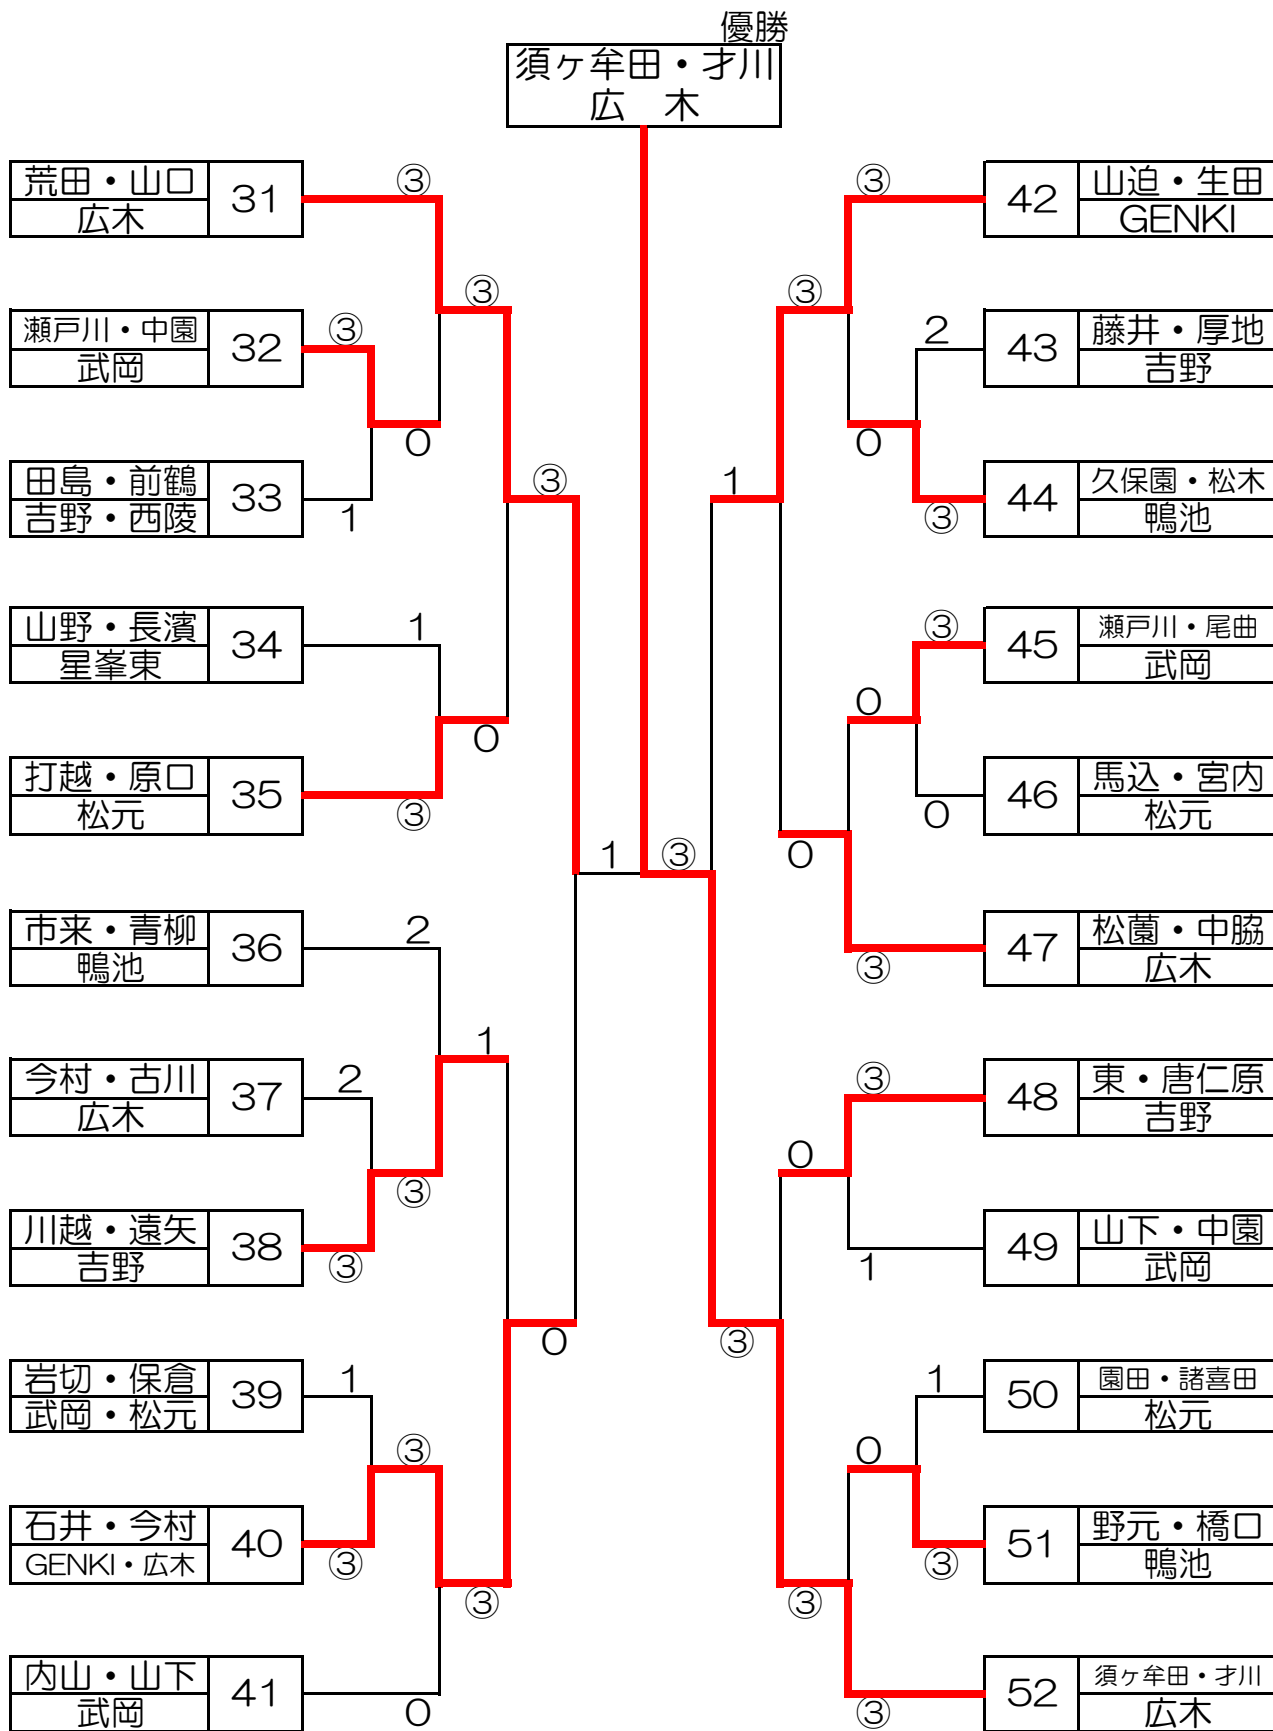 優勝
須ヶ牟田・才川
広　木
荒田・山口
広木
31
③
③
瀬戸川・中園
武岡
32
③
0
田島・前鶴
吉野・西陵
33
1
③
山野・長濱
星峯東
34
1
0
打越・原口
松元
35
③
1
③
市来・青柳
鴨池
36
2
1
今村・古川
広木
37
2
③
川越・遠矢
吉野
38
③
0
岩切・保倉
武岡・松元
39
1
③
石井・今村
GENKI・広木
40
③
③
内山・山下
武岡
41
0
③
42
山迫・生田
GENKI
③
2
43
藤井・厚地
吉野
0
1
③
44
久保園・松木
鴨池
③
45
瀬戸川・尾曲
武岡
0
0
46
馬込・宮内
松元
0
③
47
松薗・中脇
広木
③
48
東・唐仁原
吉野
0
1
49
山下・中園
武岡
③
1
50
園田・諸喜田
松元
0
③
51
野元・橋口
鴨池
③
③
52
須ヶ牟田・才川
広木